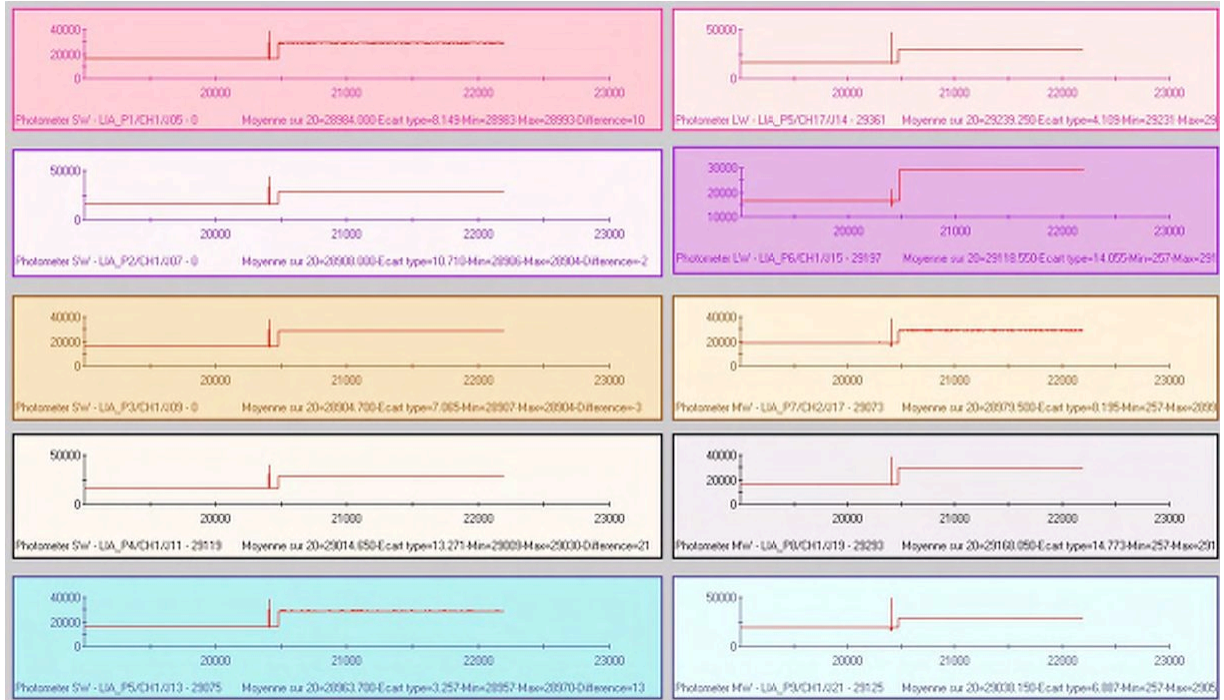 40000
20000
0
20000 21000 22000 23000
Photometer SW - LIA_P1/CH1/J05 - 0 Moyenne sur 20=28984.000-Ecart type=8.149-Min=28983-Max=28993-Difference=10
50000
0
20000 21000 22000 23000
Photometer LW - LIA_P5/CH17/J14 - 29361 Moyenne sur 20=29239.250-Ecart type=4.109-Min=29231-Max=29
50000
0
20000 21000 22000 23000
Photometer SW - LIA_P2/CH1/J07 - 0 Moyenne sur 20=28908.000-Ecart type=10.710-Min=28906-Max=28904-Difference=-2
30000
20000
10000
20000 21000 22000 23000
Photometer LW - LIA_P6/CH1/J15 - 29197 Moyenne sur 20=29118.550-Ecart type=14.055-Min=257-Max=291
40000
20000
0
20000 21000 22000 23000
Photometer SW - LIA_P3/CH1/J09 - 0 Moyenne sur 20=28904.700-Ecart type=7.065-Min=28907-Max=28904-Difference=-3
40000
20000
0
20000 21000 22000 23000
Photometer MW - LIA_P7/CH2/J17 - 29073 Moyenne sur 20=28979.500-Ecart type=8.195-Min=257-Max=2899
50000
0
20000 21000 22000 23000
Photometer SW - LIA_P4/CH1/J11 - 29119 Moyenne sur 20=29014.650-Ecart type=13.271-Min=29009-Max=29030-Difference=21
40000
20000
0
20000 21000 22000 23000
Photometer MW - LIA_P8/CH1/J19 - 29293 Moyenne sur 20=29168.050-Ecart type=14.773-Min=257-Max=291
40000
20000
0
20000 21000 22000 23000
Photometer SW - LIA_P5/CH1/J13 - 29075 Moyenne sur 20=28963.700-Ecart type=3.257-Min=28957-Max=28970-Difference=13
50000
0
20000 21000 22000 23000
Photometer MW - LIA_P9/CH1/J21 - 29125 Moyenne sur 20=29030.150-Ecart type=6.807-Min=257-Max=2905